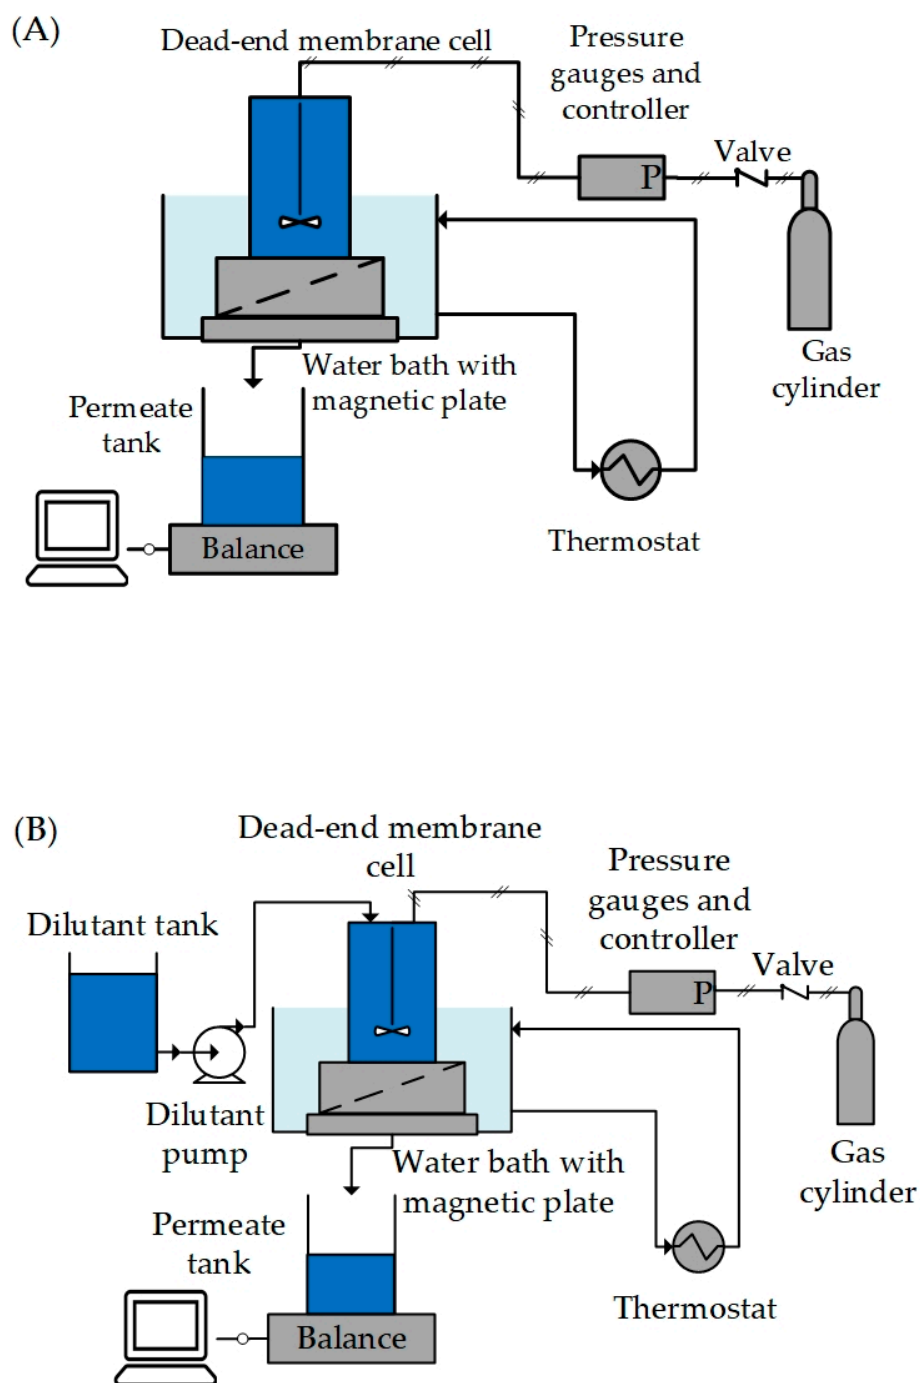 (A)
Dead-end membrane cell
Pressure
gauges and
controller
Valve
P
Gas
cylinder
Water bath with
magnetic plate
Permeate
tank
Thermostat
Balance
(B)
Dead-end membrane
cell
Pressure
gauges and
controller
Dilutant tank
Valve
P
Dilutant
pump
Gas
cylinder
Water bath with
magnetic plate
Permeate
tank
Thermostat
Balance